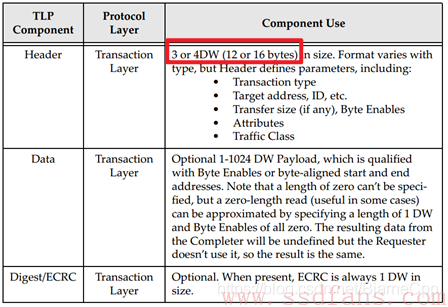 TLP Component
Protocol Layer
Component Use
Header
Transaction Layer
3 or 4DW (12 or 16 bytes) in size. Format varies with
type, but Header defines parameters, including:
• Transaction type
• Target address, ID, etc.
• Transfer size (if any), Byte Enables
• Attributes
• Traffic Class
Data
Transaction Layer
Optional 1-1024 DW Payload, which is qualified
with Byte Enables or byte-aligned start and end
addresses. Note that a length of zero can't be speci-
fied, but a zero-length read (useful in some cases)
can be approximated by specifying a length of 1 DW
and Byte Enables of all zero. The resulting data from
the Completer will be undefined but the Requester
doesn't use it, so the result is the same.
Digest/ECRC
Transaction Layer
Optional. When present, ECRC is always 1 DW in
size.
www.ssdfans.com